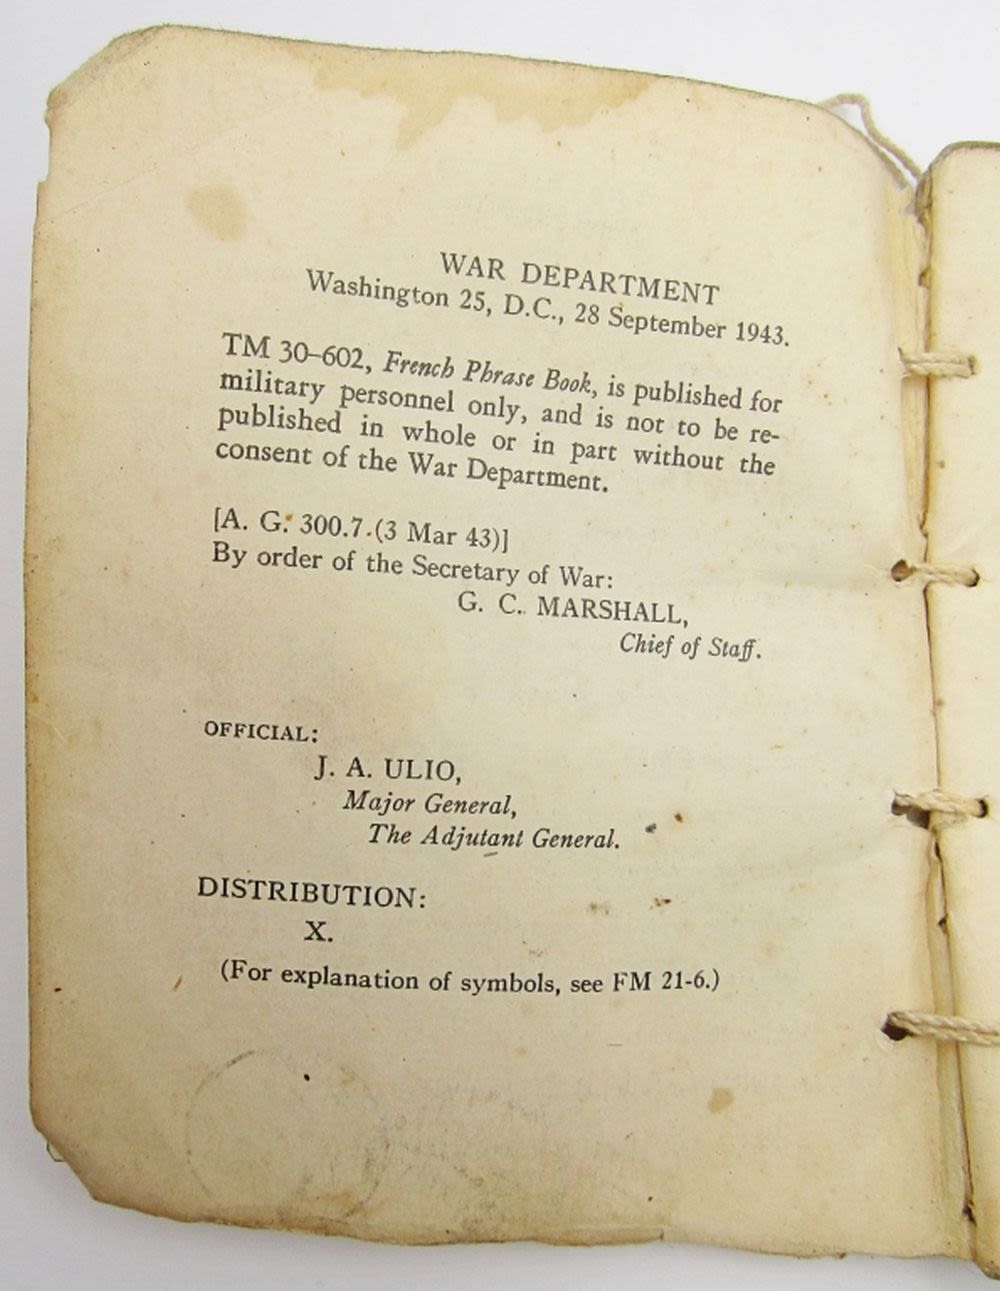 WAR DEPARTMENT
Washington 25, D.C., 28 September 1943.
TM 30-602, French Phrase Book, is published for
military personnel only, and is not to be re-
published in whole or in part without the
consent of the War Department.
[A. G. 300.7 (3 Mar 43)]
By order of the Secretary of War:
G. C. MARSHALL,
Chief of Staff.
OFFICIAL:
J. A. ULIO,
Major General,
The Adjutant General.
DISTRIBUTION:
X.
(For explanation of symbols, see FM 21-6.)